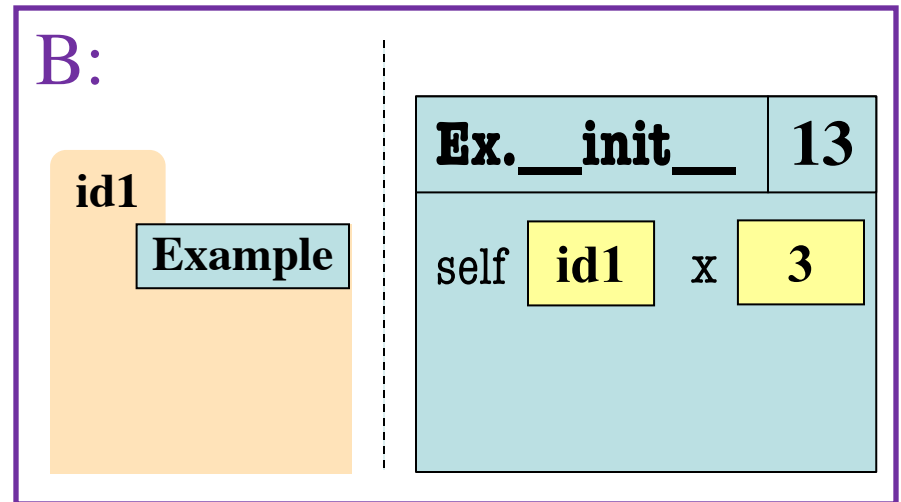 B:
id1
Example
Ex.__init__ 13
self id1 x 3